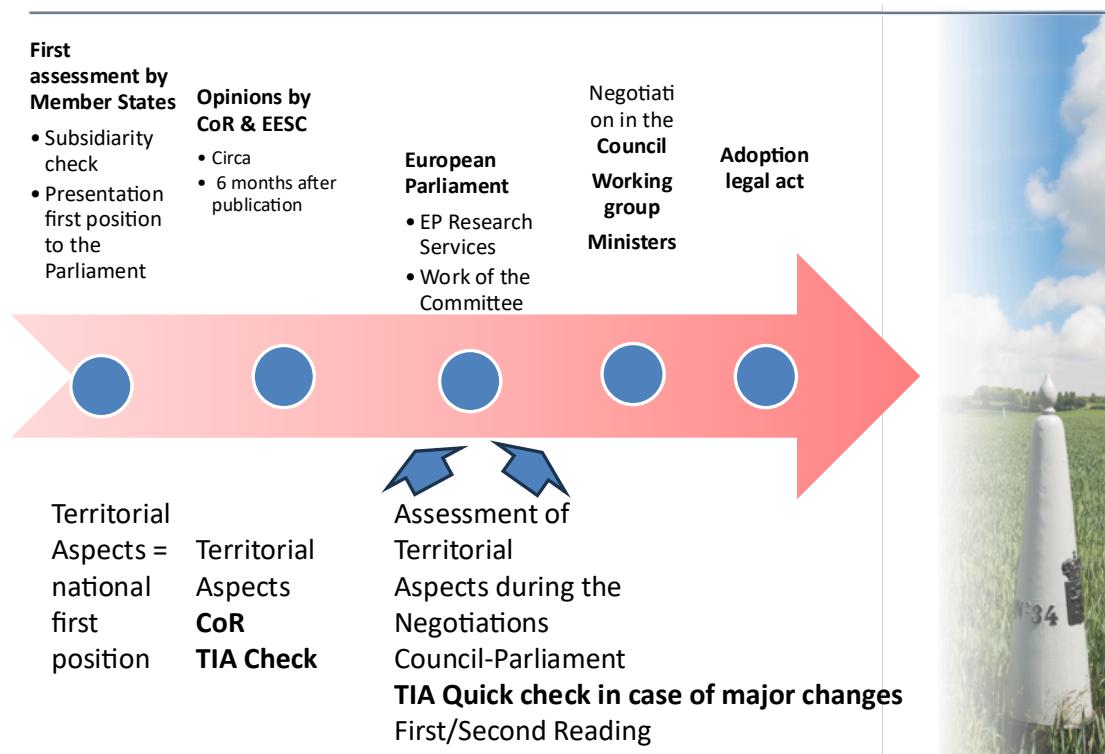 First
assessment by
Member States
• Subsidiarity
check
• Presentation
first position
to the
Parliament
Opinions by
CoR & EESC
• Circa
• 6 months after
publication
European
Parliament
• EP Research
Services
• Work of the
Committee
Negotiati
on in the
Council
Working
group
Ministers
Adoption
legal act
Territorial
Aspects =
national
first
position
Territorial
Aspects
CoR
TIA Check
Assessment of
Territorial
Aspects during the
Negotiations
Council-Parliament
TIA Quick check in case of major changes
First/Second Reading